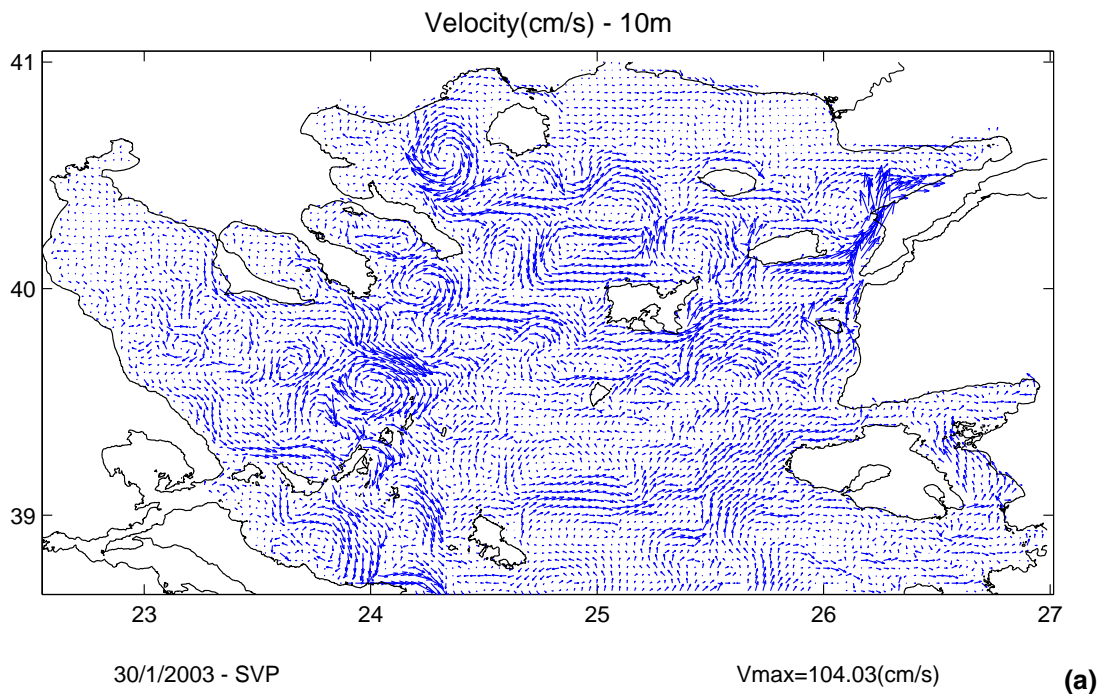 Velocity(cm/s) - 10m
41
40
39
23 24 25 26 27
30/1/2003 - SVP Vmax=104.03(cm/s) (a)